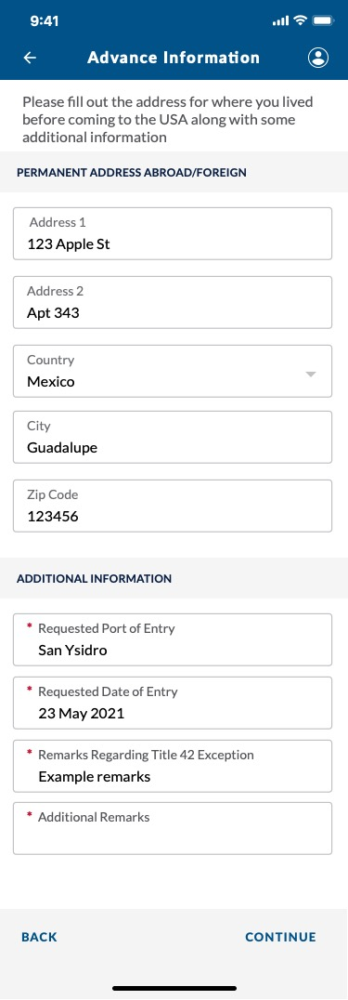 9:41
Advance Information
Please fill out the address for where you lived
before coming to the USA along with some
additional information
PERMANENT ADDRESS ABROAD/FOREIGN
Address 1
123 Apple St
Address 2
Apt 343
Country
Mexico
City
Guadalupe
Zip Code
123456
ADDITIONAL INFORMATION
* Requested Port of Entry
San Ysidro
* Requested Date of Entry
23 May 2021
* Remarks Regarding Title 42 Exception
Example remarks
* Additional Remarks
BACK CONTINUE